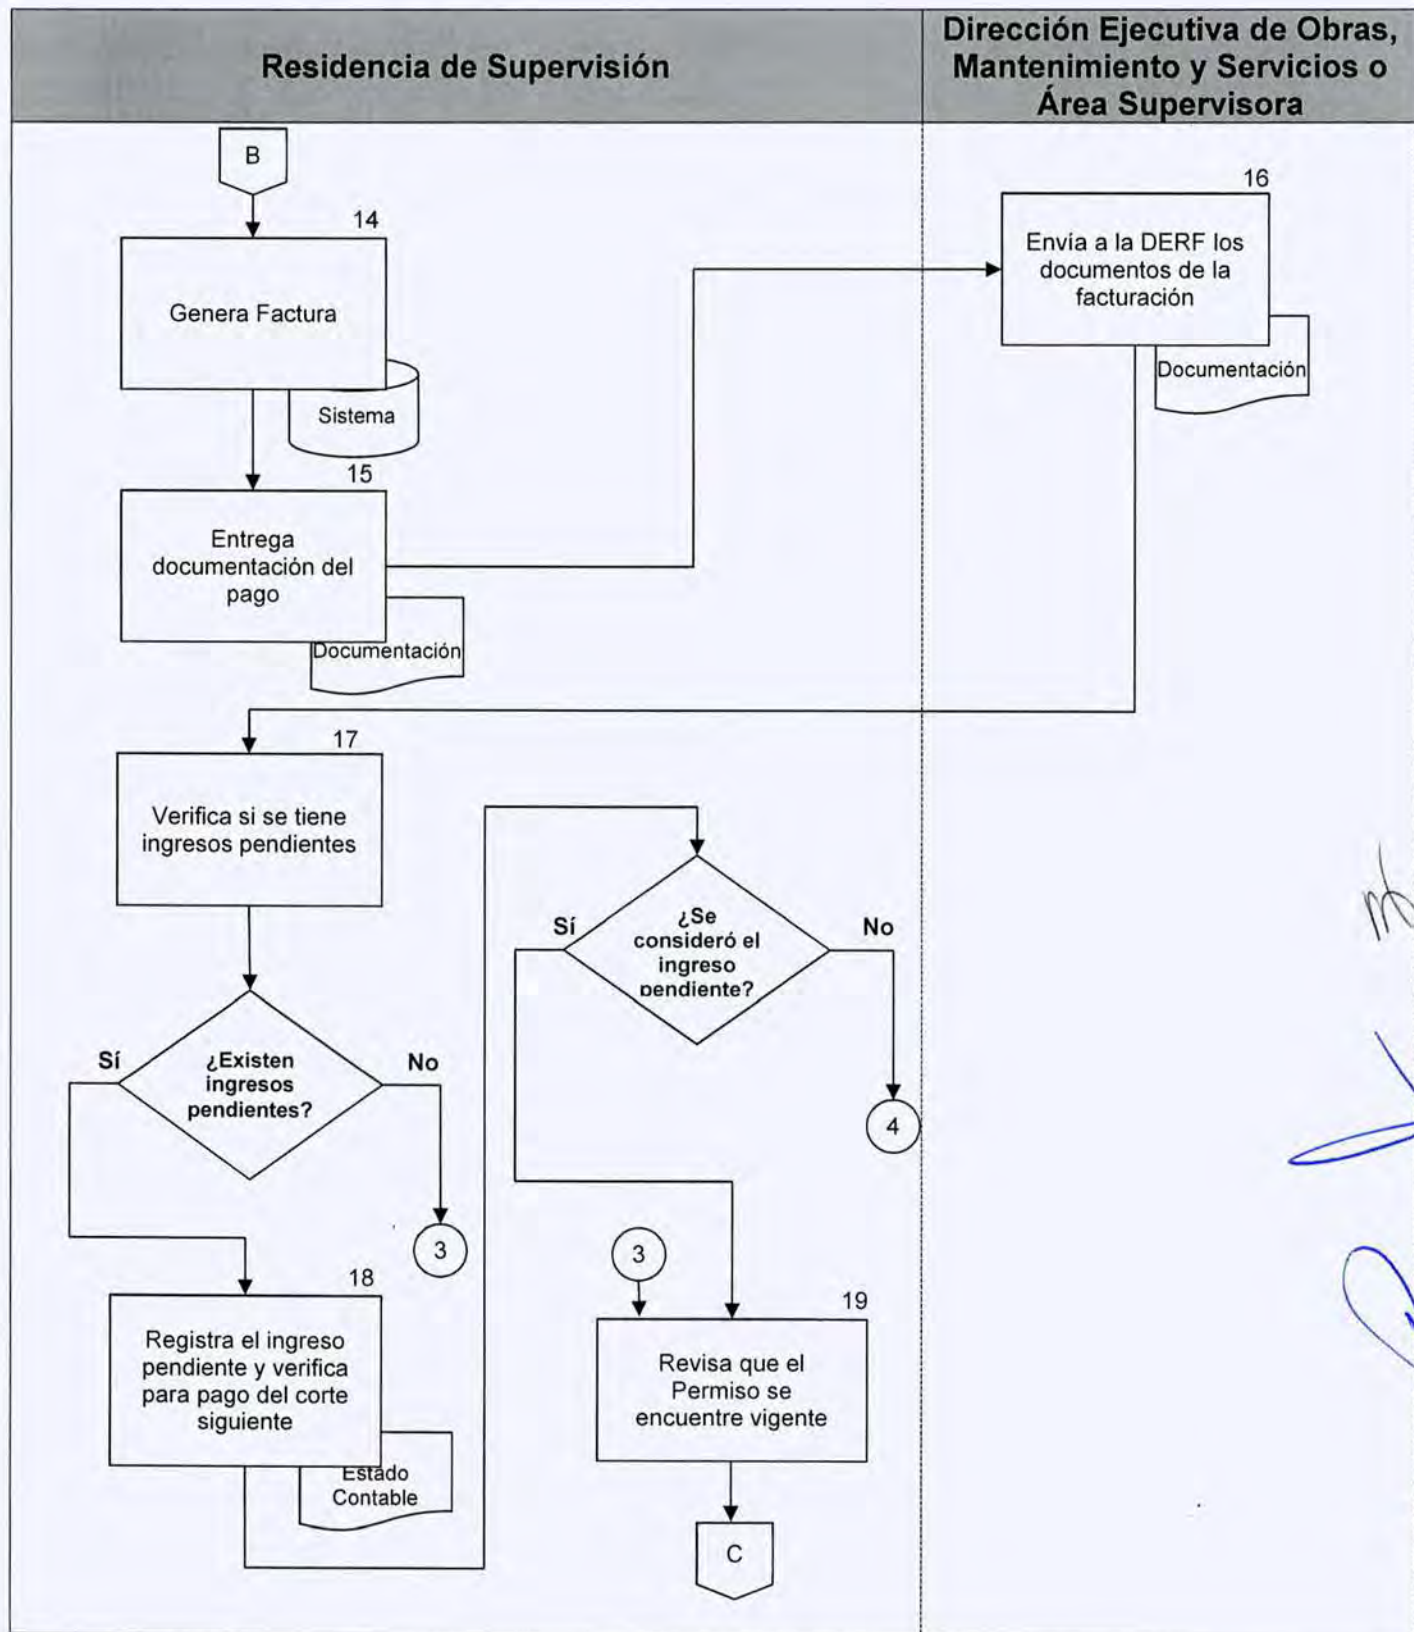 Residencia de Supervisión
Dirección Ejecutiva de Obras,
Mantenimiento y Servicios o
Área Supervisora
B
14
Genera Factura
Sistema
15
Entrega
documentación del
pago
Documentación
16
Envía a la DERF los
documentos de la
facturación
Documentación
17
Verifica si se tiene
ingresos pendientes
¿Existen
ingresos
pendientes?
Sí
No
3
18
Registra el ingreso
pendiente y verifica
para pago del corte
siguiente
Estado
Contable
¿Se
consideró el
ingreso
pendiente?
Sí
No
4
3
19
Revisa que el
Permiso se
encuentre vigente
C